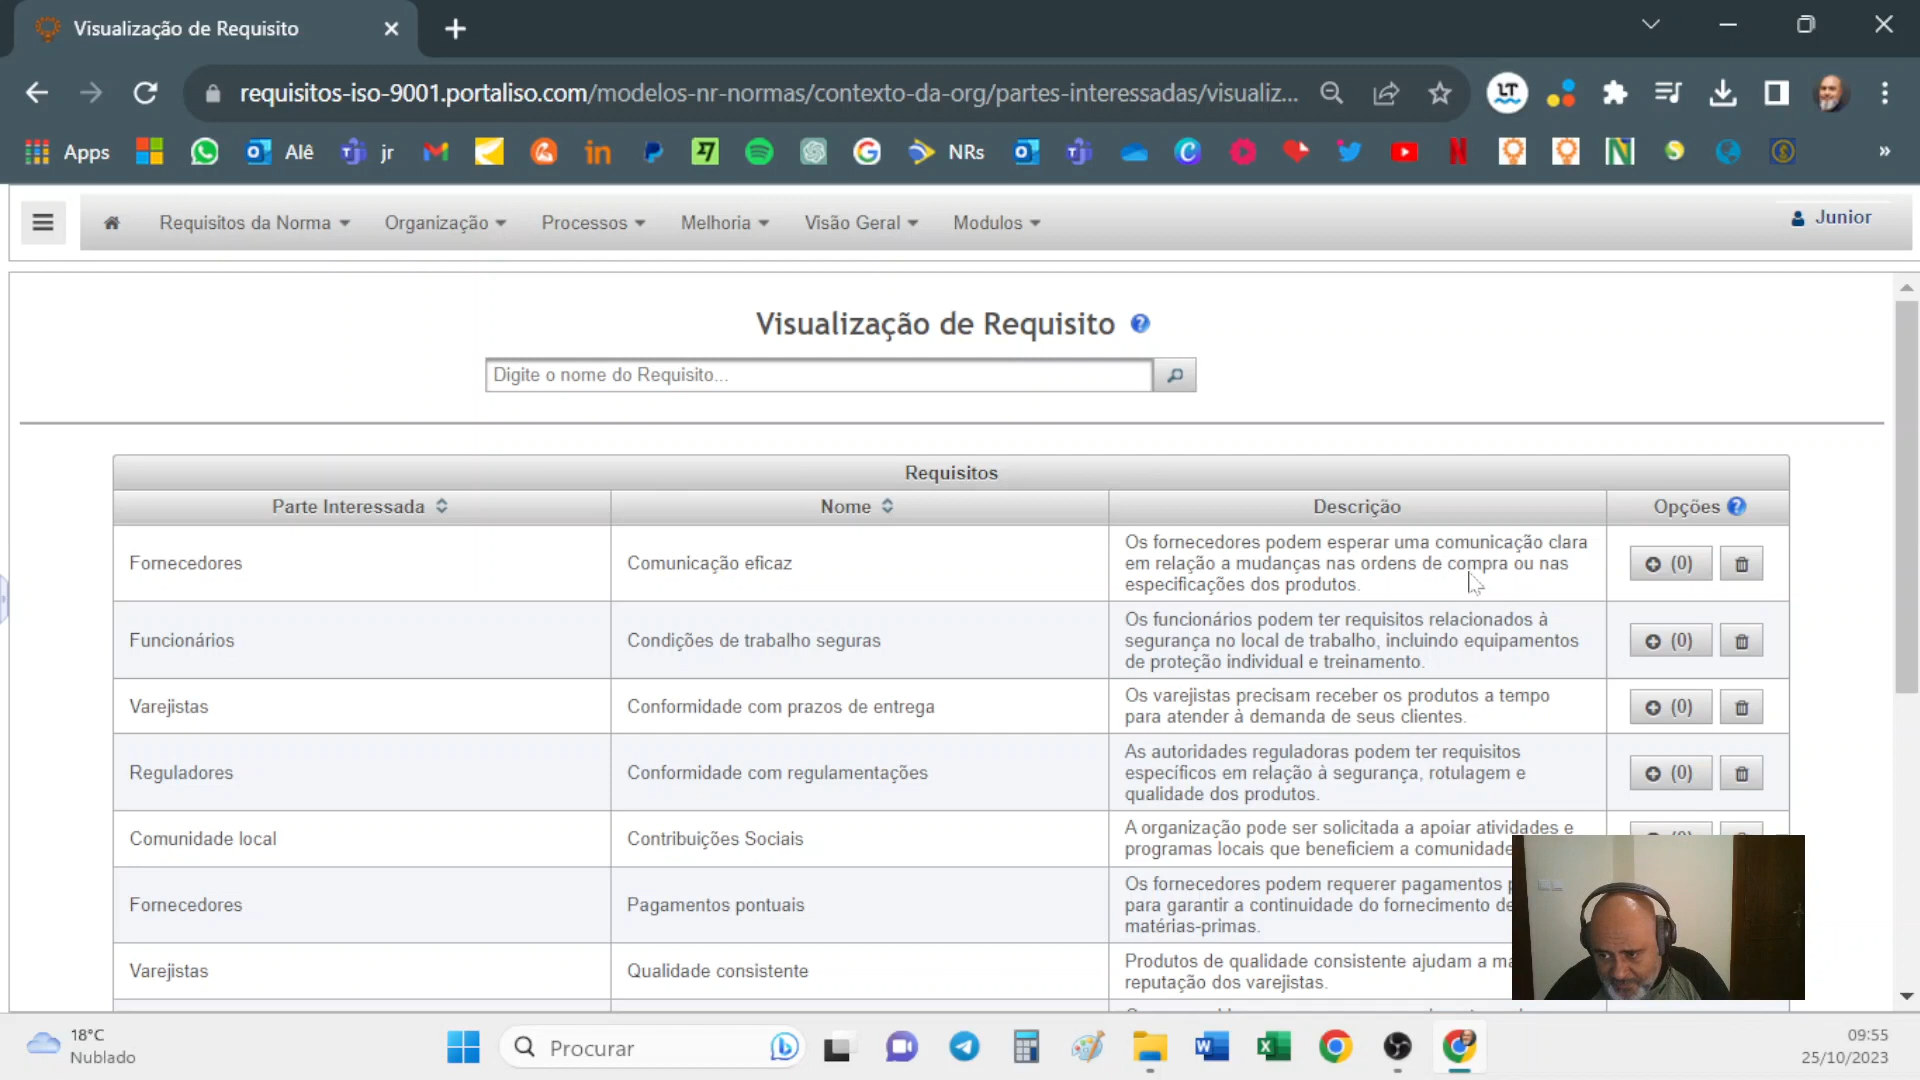 Visualização de Requisito
requisitos-iso-9001.portaliso.com/modelos-nr-normas/contexto-da-org/partes-interessadas/visualiz...
Apps
Alê
jr
NRs
Requisitos da Norma
Organização
Processos
Melhoria
Visão Geral
Modulos
Junior
Visualização de Requisito
Digite o nome do Requisito...
Requisitos
Parte Interessada
Nome
Descrição
Opções
Fornecedores
Comunicação eficaz
Os fornecedores podem esperar uma comunicação clara
em relação a mudanças nas ordens de compra ou nas
especificações dos produtos.
(0)
Funcionários
Condições de trabalho seguras
Os funcionários podem ter requisitos relacionados à
segurança no local de trabalho, incluindo equipamentos
de proteção individual e treinamento.
(0)
Varejistas
Conformidade com prazos de entrega
Os varejistas precisam receber os produtos a tempo
para atender à demanda de seus clientes.
(0)
Reguladores
Conformidade com regulamentações
As autoridades reguladoras podem ter requisitos
específicos em relação à segurança, rotulagem e
qualidade dos produtos.
(0)
Comunidade local
Contribuições Sociais
A organização pode ser solicitada a apoiar atividades e
programas locais que beneficiem a comunidade
Fornecedores
Pagamentos pontuais
Os fornecedores podem requerer pagamentos
para garantir a continuidade do fornecimento de
matérias-primas.
Varejistas
Qualidade consistente
Produtos de qualidade consistente ajudam a
reputação dos varejistas.
18°C
Nublado
Procurar
09:55
25/10/2023